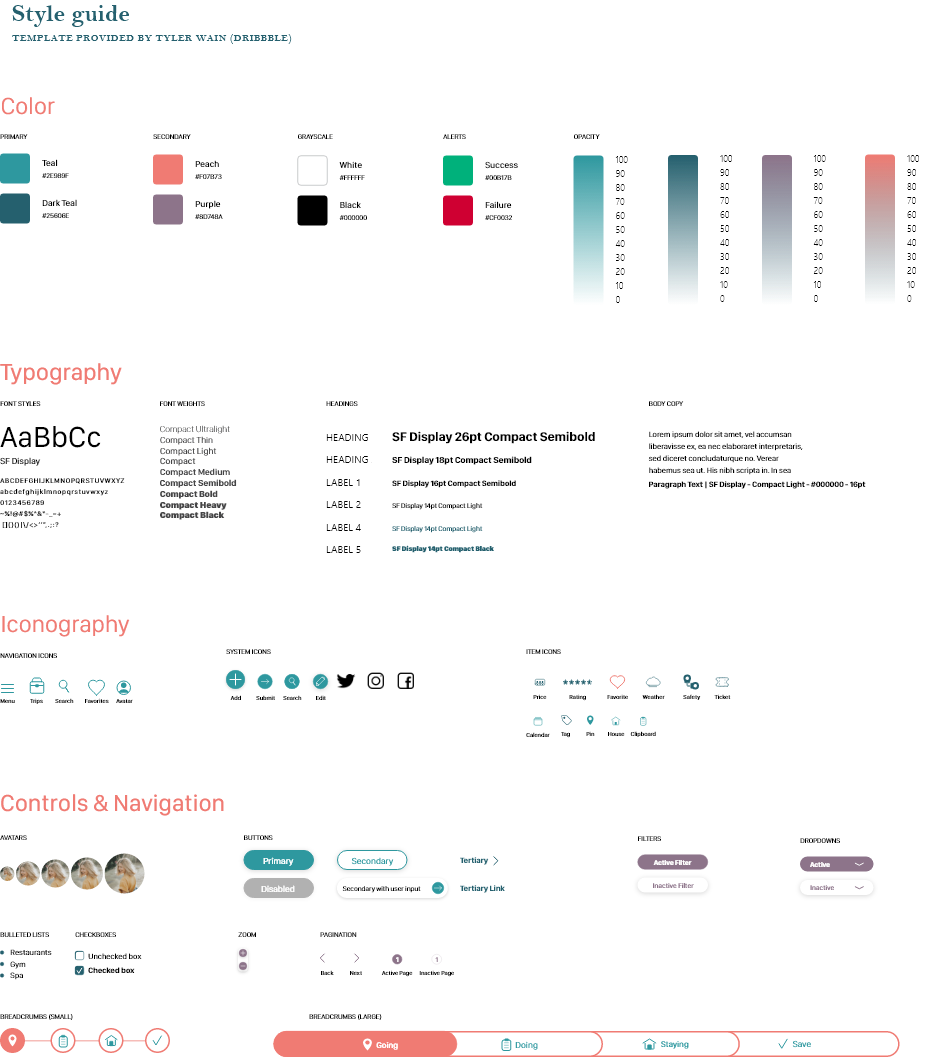 Style guide
TEMPLATE PROVIDED BY TYLER WAIN (DRIBBBLE)
Color
PRIMARY
Teal
#2E989F
Dark Teal
#25606E
SECONDARY
Peach
#F07873
Purple
#8D748A
GRAYSCALE
White
#FFFFFF
Black
#000000
ALERTS
Success
#00B17B
Failure
#CF0032
OPACITY
100
90
80
70
60
50
40
30
20
10
0
100
90
80
70
60
50
40
30
20
10
0
100
90
80
70
60
50
40
30
20
10
0
100
90
80
70
60
50
40
30
20
10
0
Typography
FONT STYLES
AaBbCc
SF Display
ABCDEFGHIJKLMNOPQRSTUVWXYZ
abcdefghijklmnopqrstuvwxyz
0123456789
FONT WEIGHTS
Compact Ultralight
Compact Thin
Compact Light
Compact
Compact Medium
Compact Semibold
Compact Bold
Compact Heavy
Compact Black
HEADINGS
HEADING SF Display 26pt Compact Semibold
HEADING SF Display 18pt Compact Semibold
LABEL 1 SF Display 16pt Compact Semibold
LABEL 2 SF Display 14pt Compact Light
LABEL 4 SF Display 14pt Compact Light
LABEL 5 SF Display 14pt Compact Black
BODY COPY
Lorem ipsum dolor sit amet, vel accumsan
liberavisse ex, ea nec elaboraret interpretaris,
sed diceret concludaturque no. Verear
habemus sea ut. His nibh scripta in. In sea
Paragraph Text | SF Display - Compact Light - #000000 - 16pt
Iconography
NAVIGATION ICONS
Menu Trips Search Favorites Avatar
SYSTEM ICONS
Add Submit Search Edit
ITEM ICONS
Price Rating Favorite Weather Safety Ticket
Calendar Tag Pin House Clipboard
Controls & Navigation
AVATARS
BUTTONS
Primary Secondary Tertiary
Disabled Secondary with user input Tertiary Link
FILTERS
Active Filter
Inactive Filter
DROPDOWNS
Active
Inactive
BULLETED LISTS
Restaurants
Gym
Spa
CHECKBOXES
Unchecked box
Checked box
ZOOM
PAGINATION
1 1
Back Next Active Page Inactive Page
BREADCRUMBS (SMALL)
BREADCRUMBS (LARGE)
Going Doing Staying Save